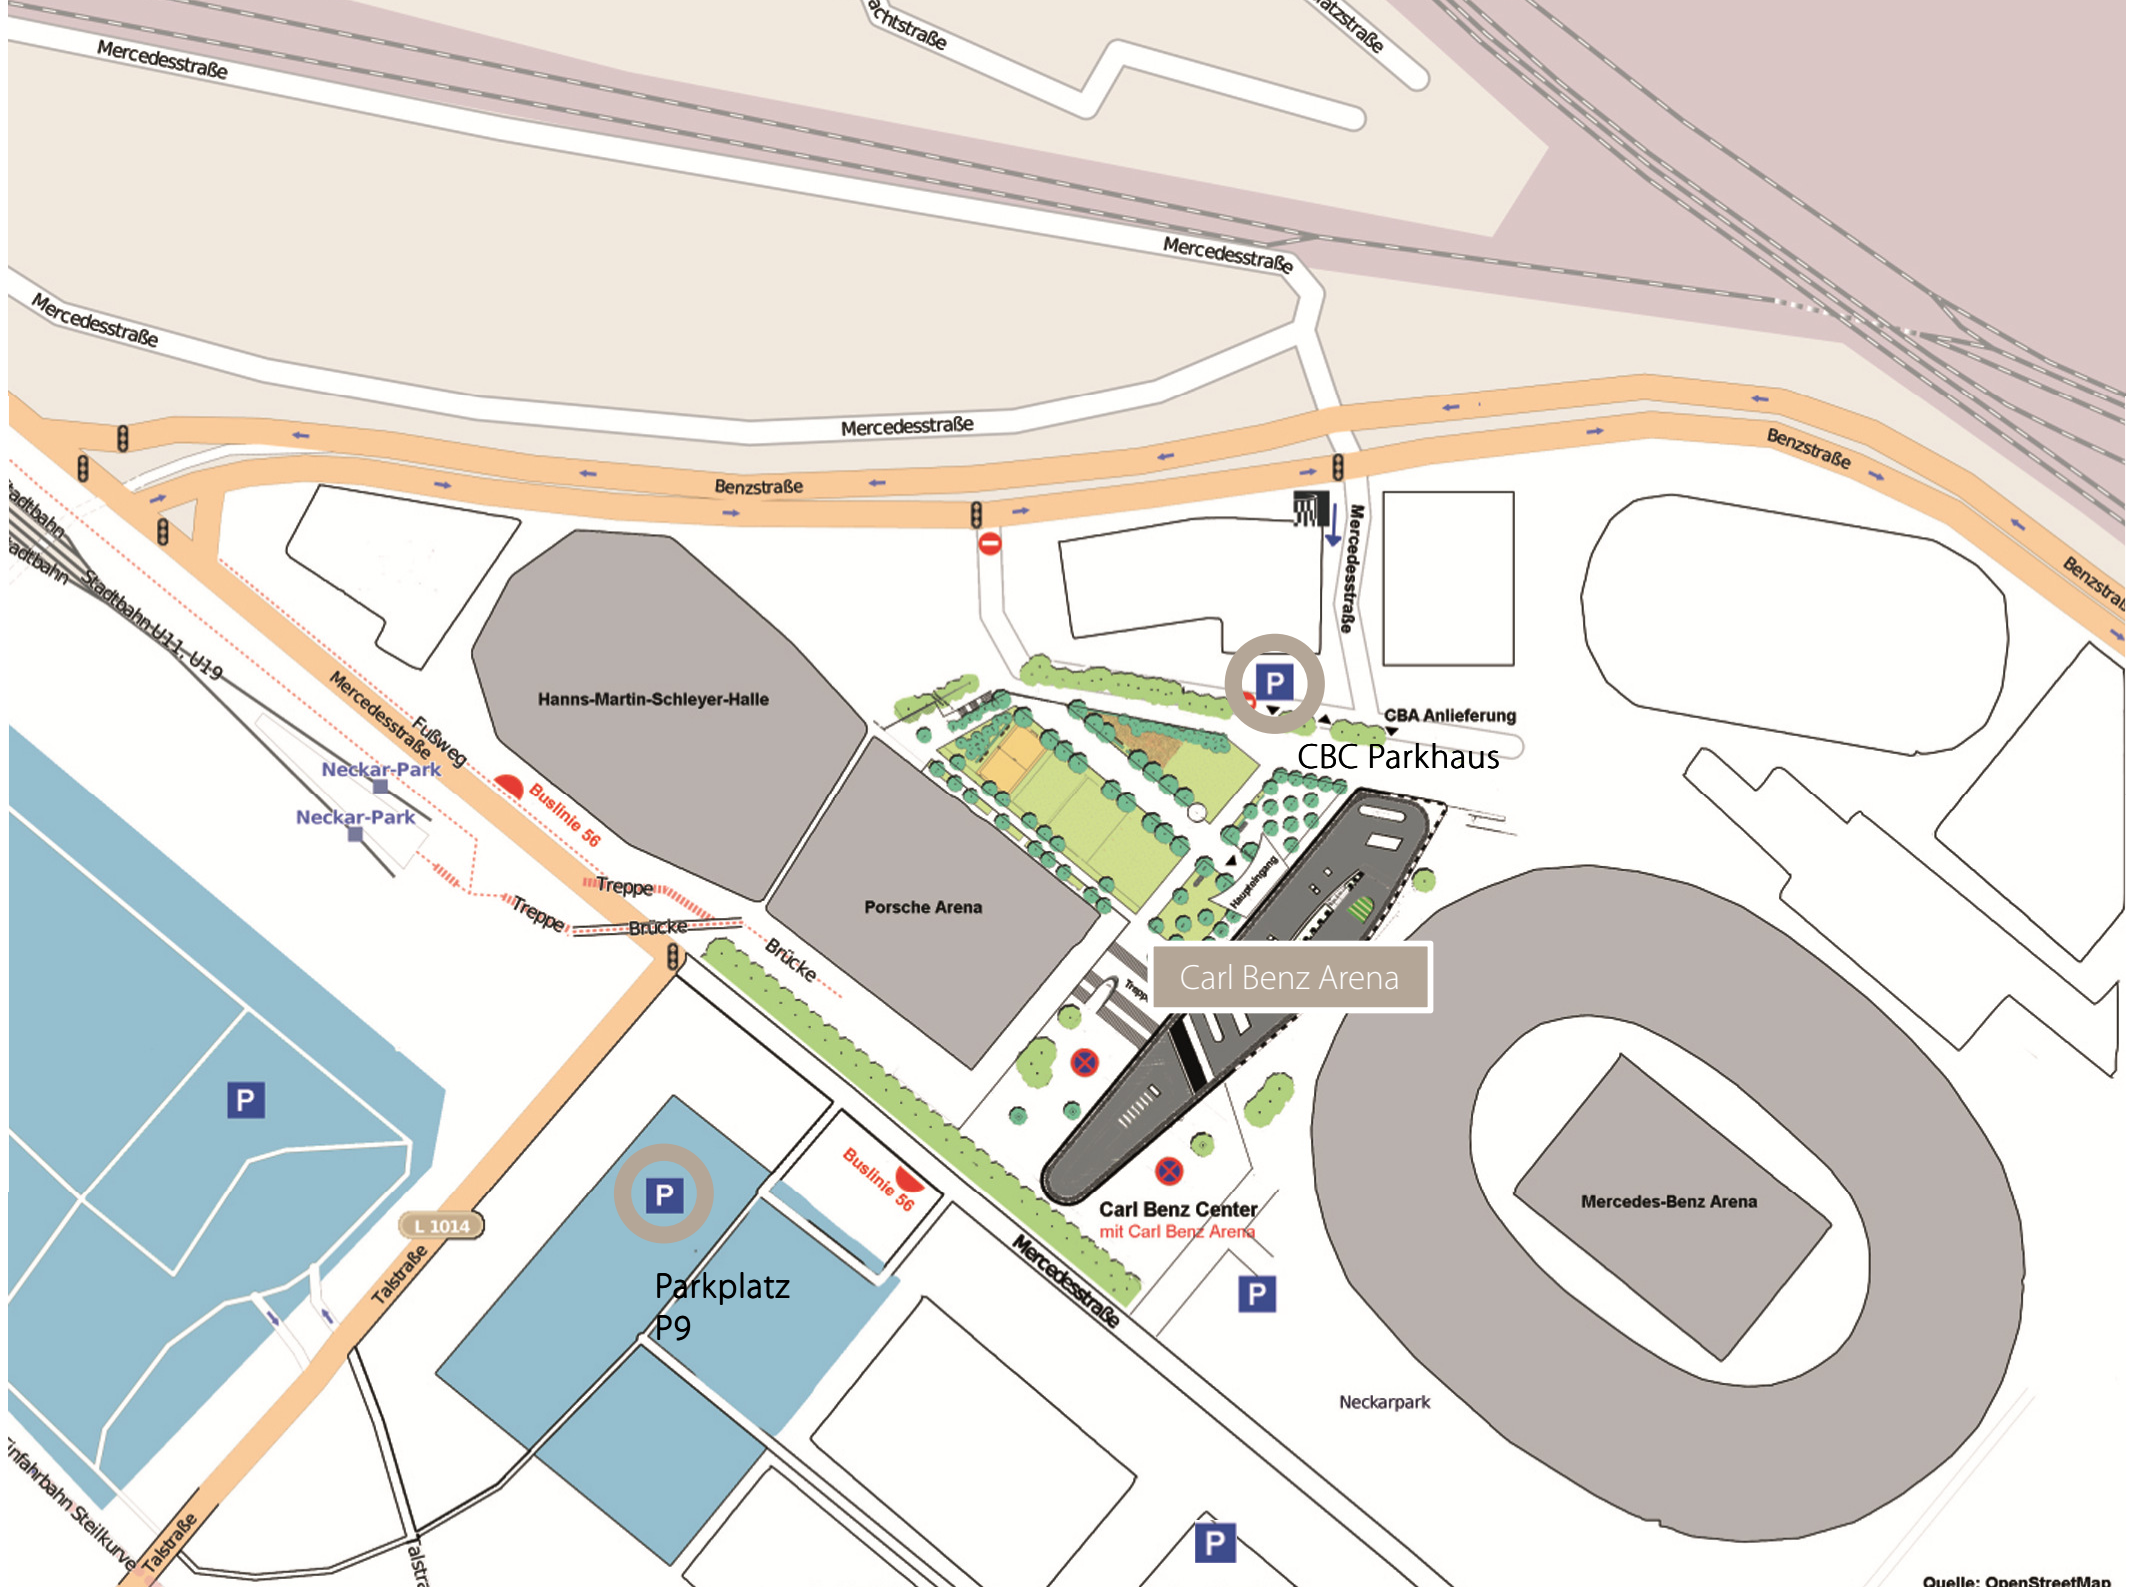 achtstraße
atzstraße
Mercedesstraße
Mercedesstraße
Mercedesstraße
Mercedesstraße
Benzstraße
Benzstraße
Benzstraß
Mercedesstraße
Stadtbahn U11, U19
Mercedesstraße
Fußweg
Hanns-Martin-Schleyer-Halle
P
CBA Anlieferung
CBC Parkhaus
Neckar-Park
Neckar-Park
Buslinie 56
Haupteingang
Treppe
Treppe
Brücke
Brücke
Porsche Arena
Carl Benz Arena
P
P
Buslinie 56
Carl Benz Center
mit Carl Benz Arena
Mercedes-Benz Arena
L 1014
Talstraße
Parkplatz
P9
Mercedesstraße
P
Neckarpark
P
Talstraße
Quelle: OpenStreetMap